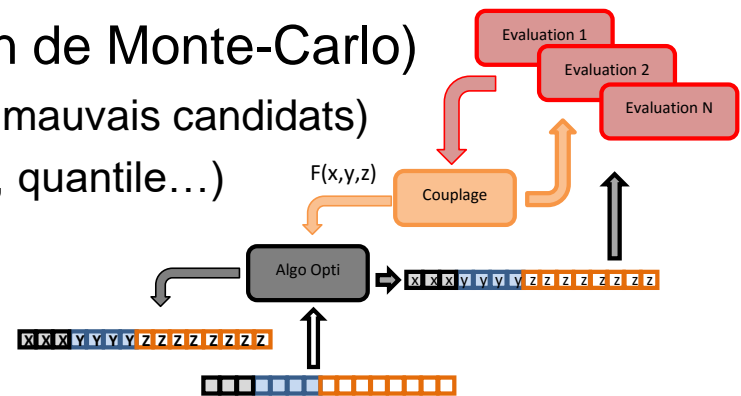 n de Monte-Carlo)
mauvais candidats)
, quantile…)
Evaluation 1
Evaluation 2
Evaluation N
F(x,y,z)
Couplage
Algo Opti
x x x y y y y z z z z z z z z
X X X Y Y Y Y Z Z Z Z Z Z Z Z